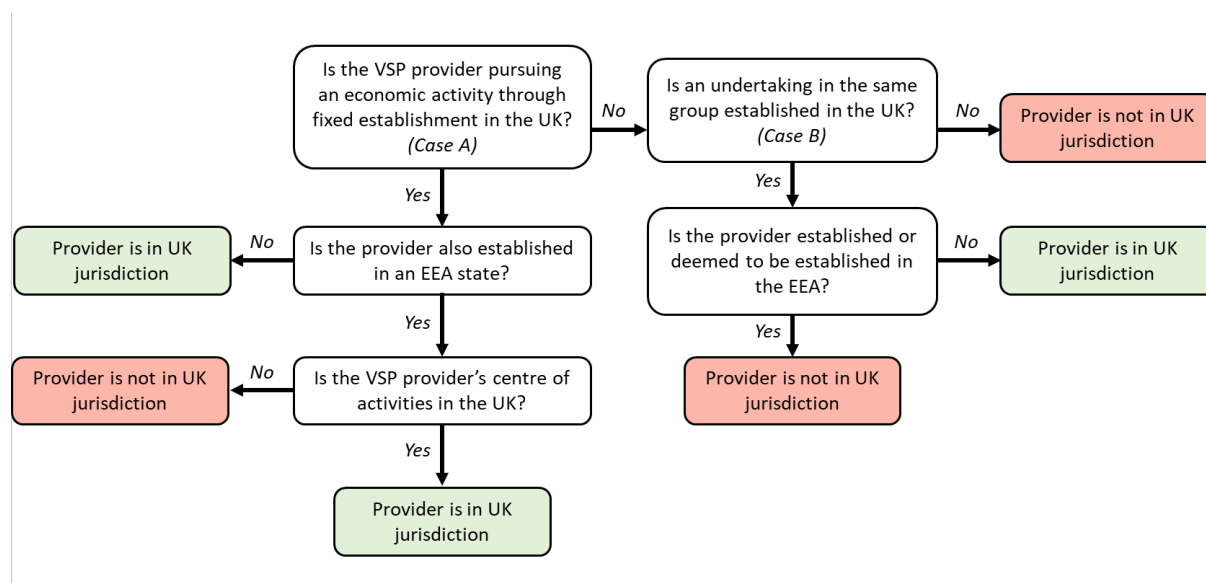 Is the VSP provider pursuing
an economic activity through
fixed establishment in the UK?
(Case A)
No
Is an undertaking in the same
group established in the UK?
(Case B)
No
Provider is not in UK
jurisdiction
Yes
Yes
Provider is in UK
jurisdiction
No
Is the provider also established
in an EEA state?
Is the provider established or
deemed to be established in
the EEA?
No
Provider is in UK
jurisdiction
Yes
Yes
Provider is not in UK
jurisdiction
No
Is the VSP provider’s centre of
activities in the UK?
Provider is not in UK
jurisdiction
Yes
Provider is in UK
jurisdiction